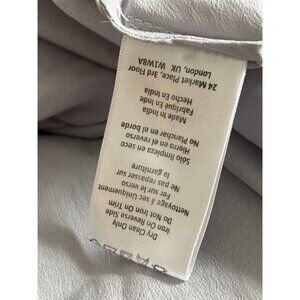 Dry Clean Only
Iron On Reverse Side
Do Not Iron On Trim
Nettoyage à sec Uniquement
Fer sur le verso
Ne pas repasser sur
la garniture
Sólo limpieza en seco
Hierro en el reverso
No Planchar en el borde
Made In India
Fabriqué En Inde
Hecho En India
24 Market Place, 3rd Floor
London, UK, W1W8A